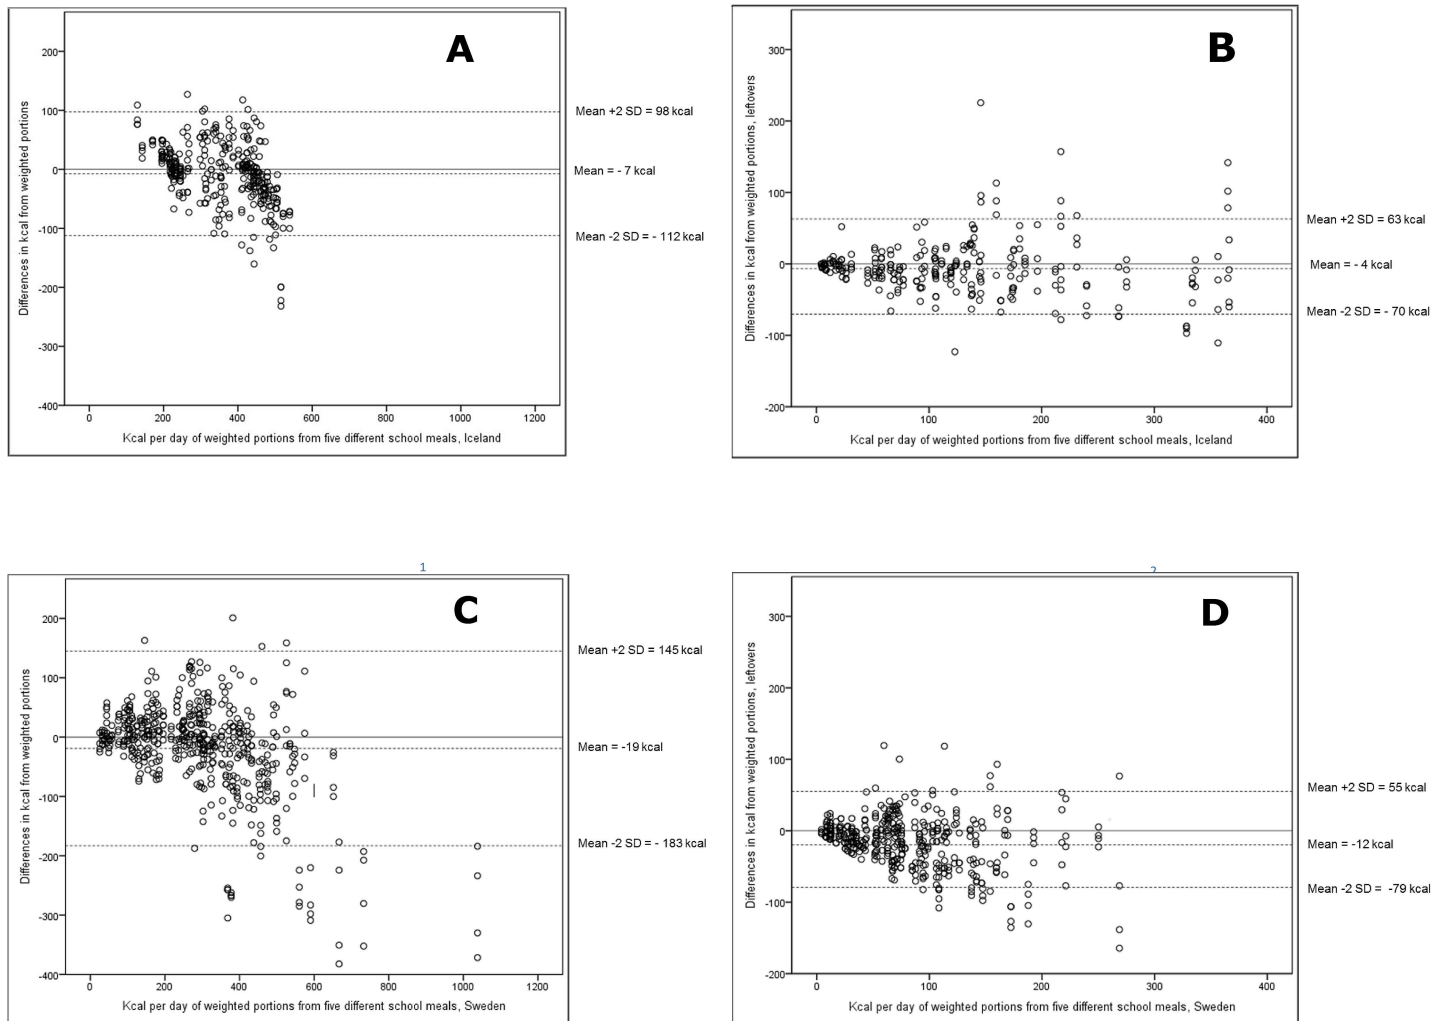 A
Differences in kcal from weighted portions
200
100
0
-100
-200
-300
-400
0 200 400 600 800 1000 1200
Kcal per day of weighted portions from five different school meals, Iceland
Mean +2 SD = 98 kcal
Mean = - 7 kcal
Mean -2 SD = - 112 kcal
B
Differences in kcal from weighted portions, leftovers
300
200
100
0
-100
-200
0 100 200 300 400
Kcal per day of weighted portions from five different school meals, Iceland
Mean +2 SD = 63 kcal
Mean = - 4 kcal
Mean -2 SD = - 70 kcal
1
C
Differences in kcal from weighted portions
200
100
0
-100
-200
-300
-400
0 200 400 600 800 1000 1200
Kcal per day of weighted portions from five different school meals, Sweden
Mean +2 SD = 145 kcal
Mean = -19 kcal
Mean -2 SD = - 183 kcal
2
D
Differences in kcal from weighted portions, leftovers
300
200
100
0
-100
-200
0 100 200 300 400
Kcal per day of weighted portions from five different school meals, Sweden
Mean +2 SD = 55 kcal
Mean = -12 kcal
Mean -2 SD = -79 kcal